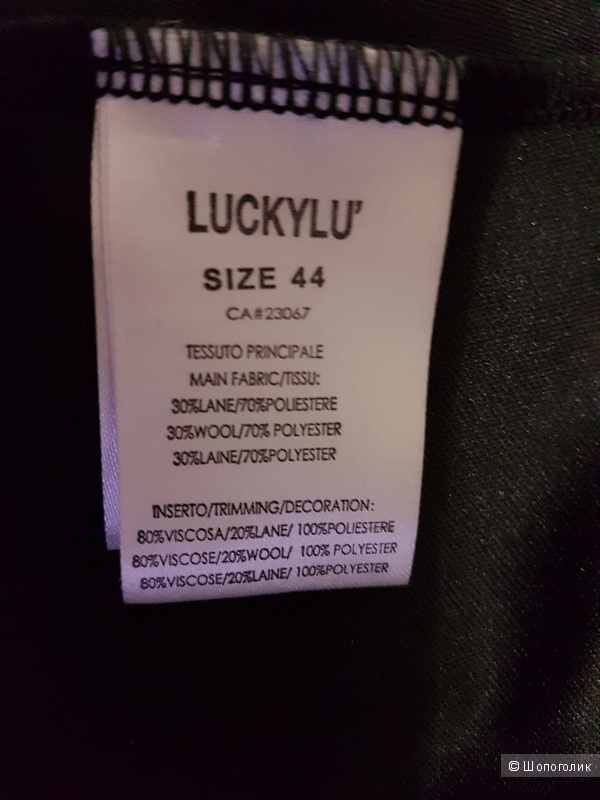 LUCKYLU'
SIZE 44
CA#23067
TESSUTO PRINCIPALE
MAIN FABRIC/TISSU:
30%LANE/70%POLIESTERE
30%WOOL/70% POLYESTER
30%LAINE/70%POLYESTER
INSERTO/TRIMMING/DECORATION:
80%VISCOSA/20%LANE/ 100%POLIESTERE
80%VISCOSE/20%WOOL/ 100% POLYESTER
80%VISCOSE/20%LAINE/ 100%POLYESTER
© Шопоголик